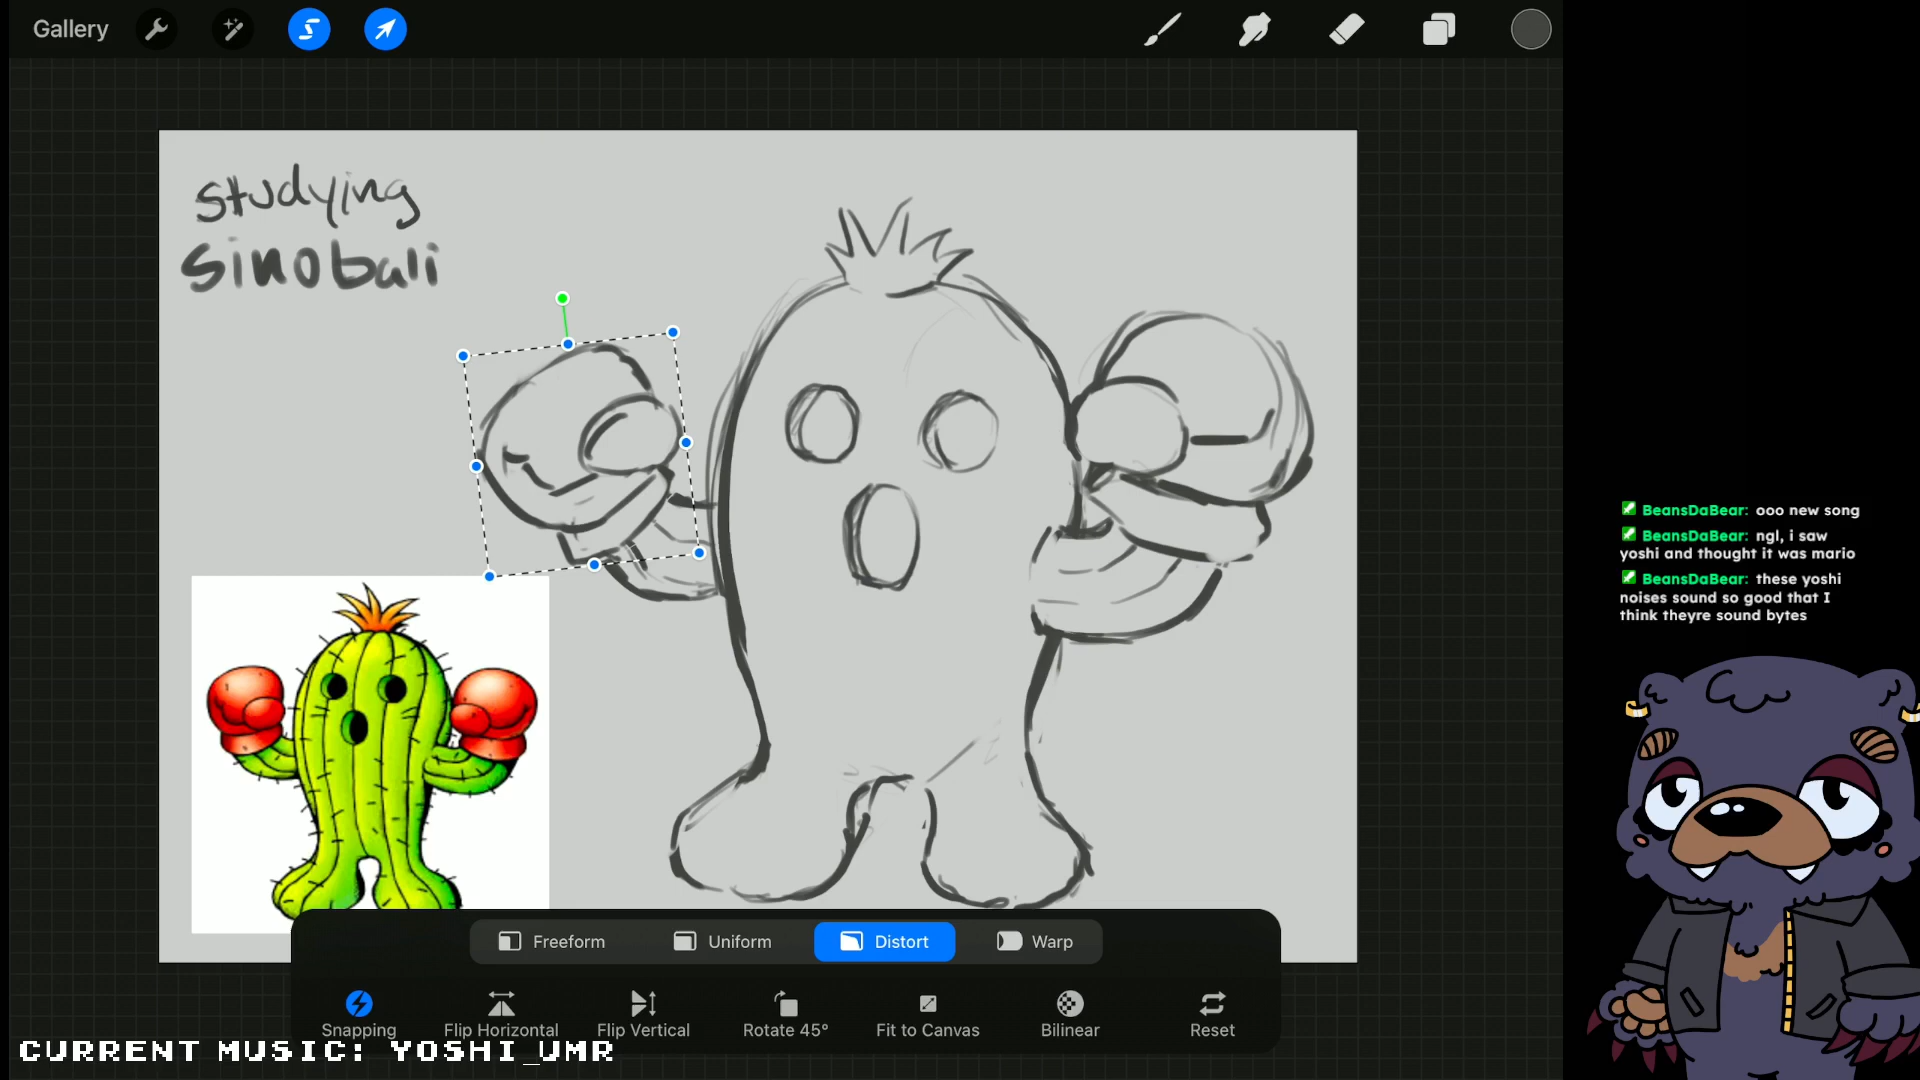 Gallery
studying
sinobali
BeansDaBear: ooo new song
BeansDaBear: ngl, i saw
yoshi and thought it was mario
BeansDaBear: these yoshi
noises sound so good that I
think theyre sound bytes
Freeform
Uniform
Distort
Warp
Snapping
Flip Horizontal
Flip Vertical
Rotate 45°
Fit to Canvas
Bilinear
Reset
CURRENT MUSIC: YOSHI_UMR